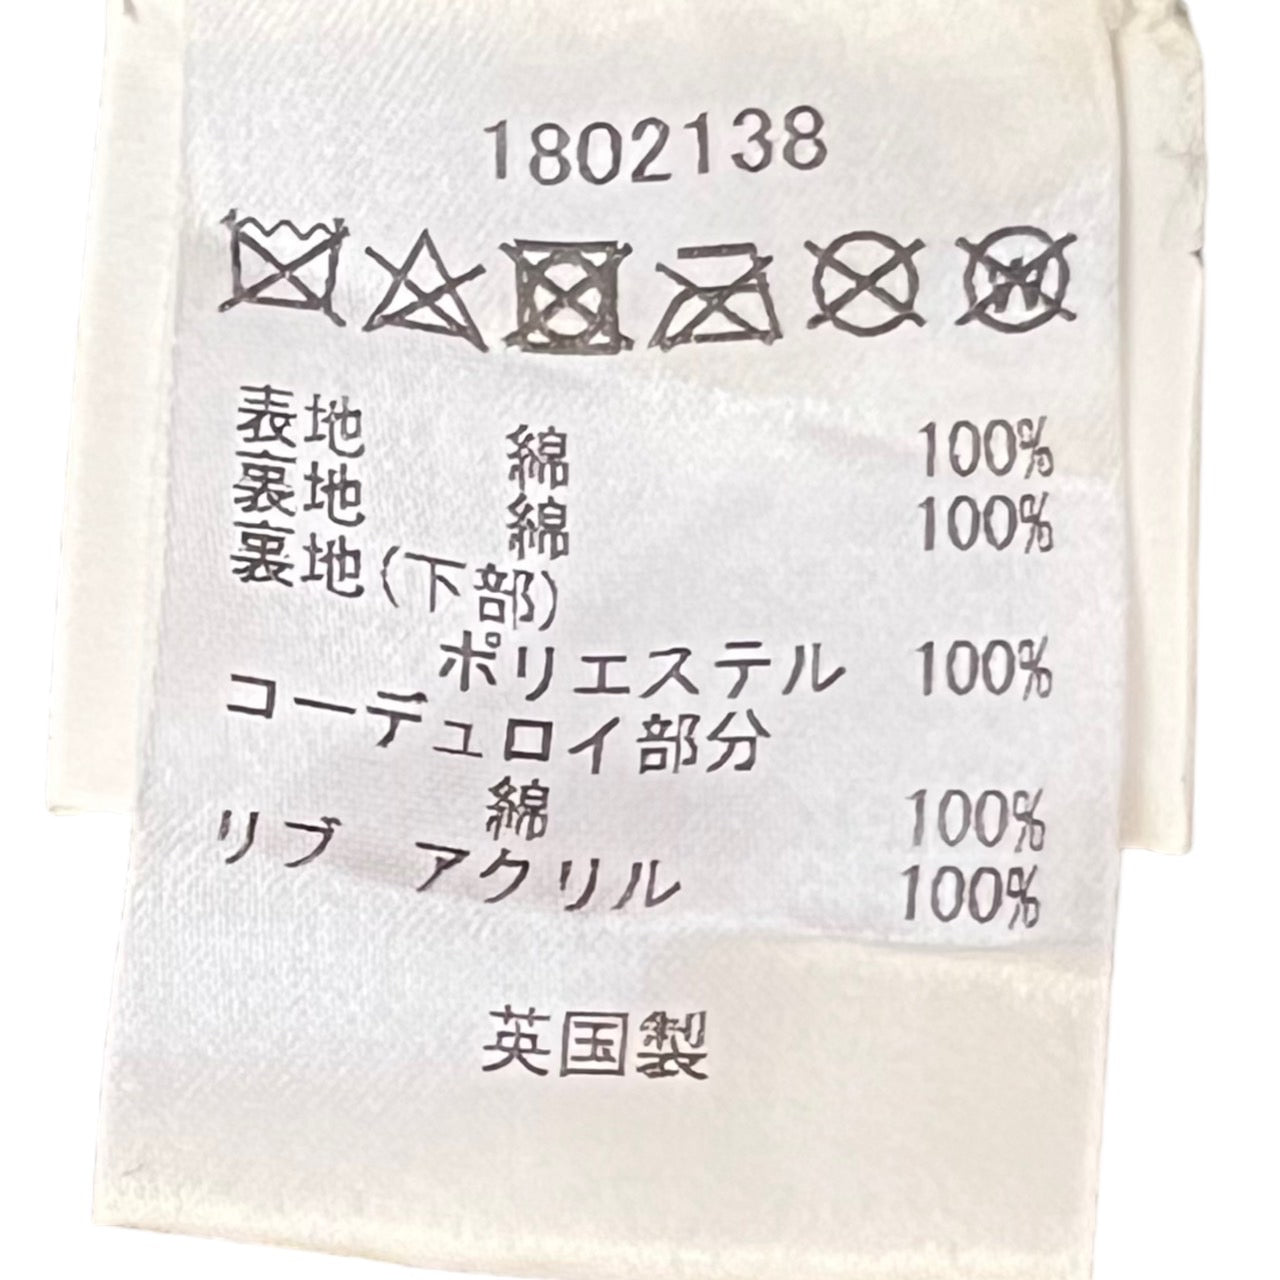 1802138
W
表地 綿 100%
裏地 綿 100%
裏地(下部)
ポリエステル 100%
コーデュロイ部分
綿 100%
リブ アクリル 100%
英国製